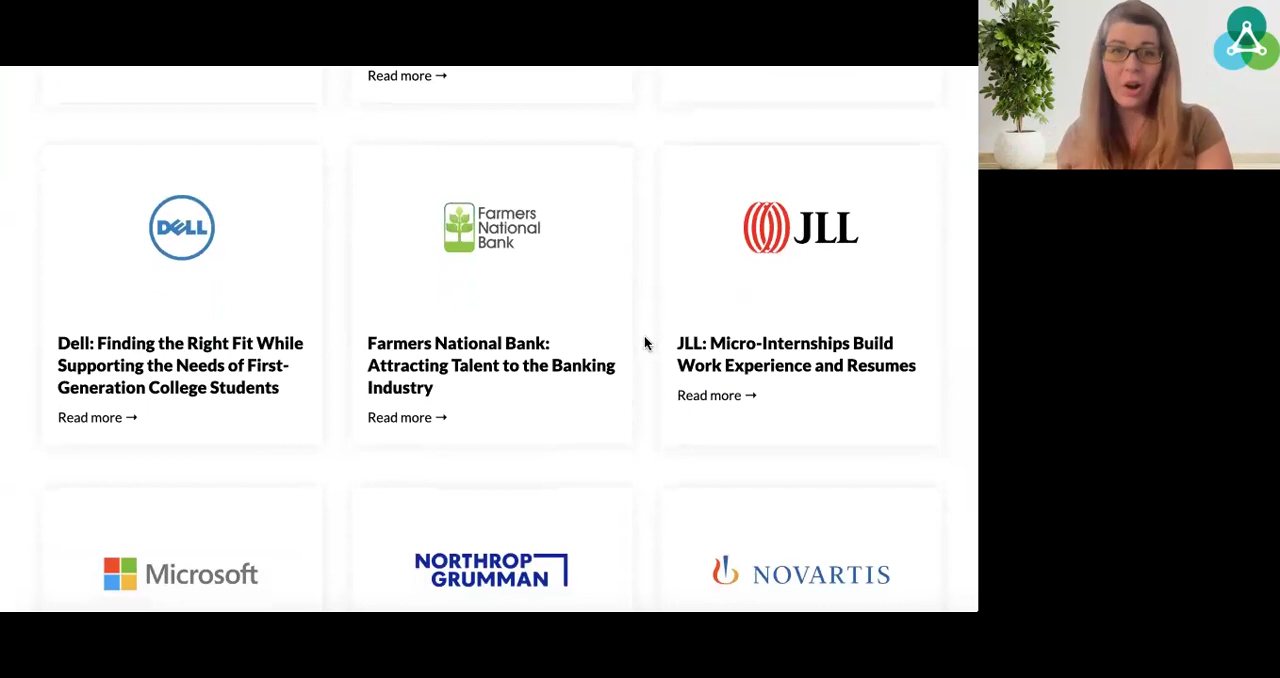 Read more →
DELL
Farmers
National
Bank
JLL
Dell: Finding the Right Fit While
Supporting the Needs of First-
Generation College Students
Read more →
Farmers National Bank:
Attracting Talent to the Banking
Industry
Read more →
JLL: Micro-Internships Build
Work Experience and Resumes
Read more →
Microsoft
NORTHROP
GRUMMAN
NOVARTIS